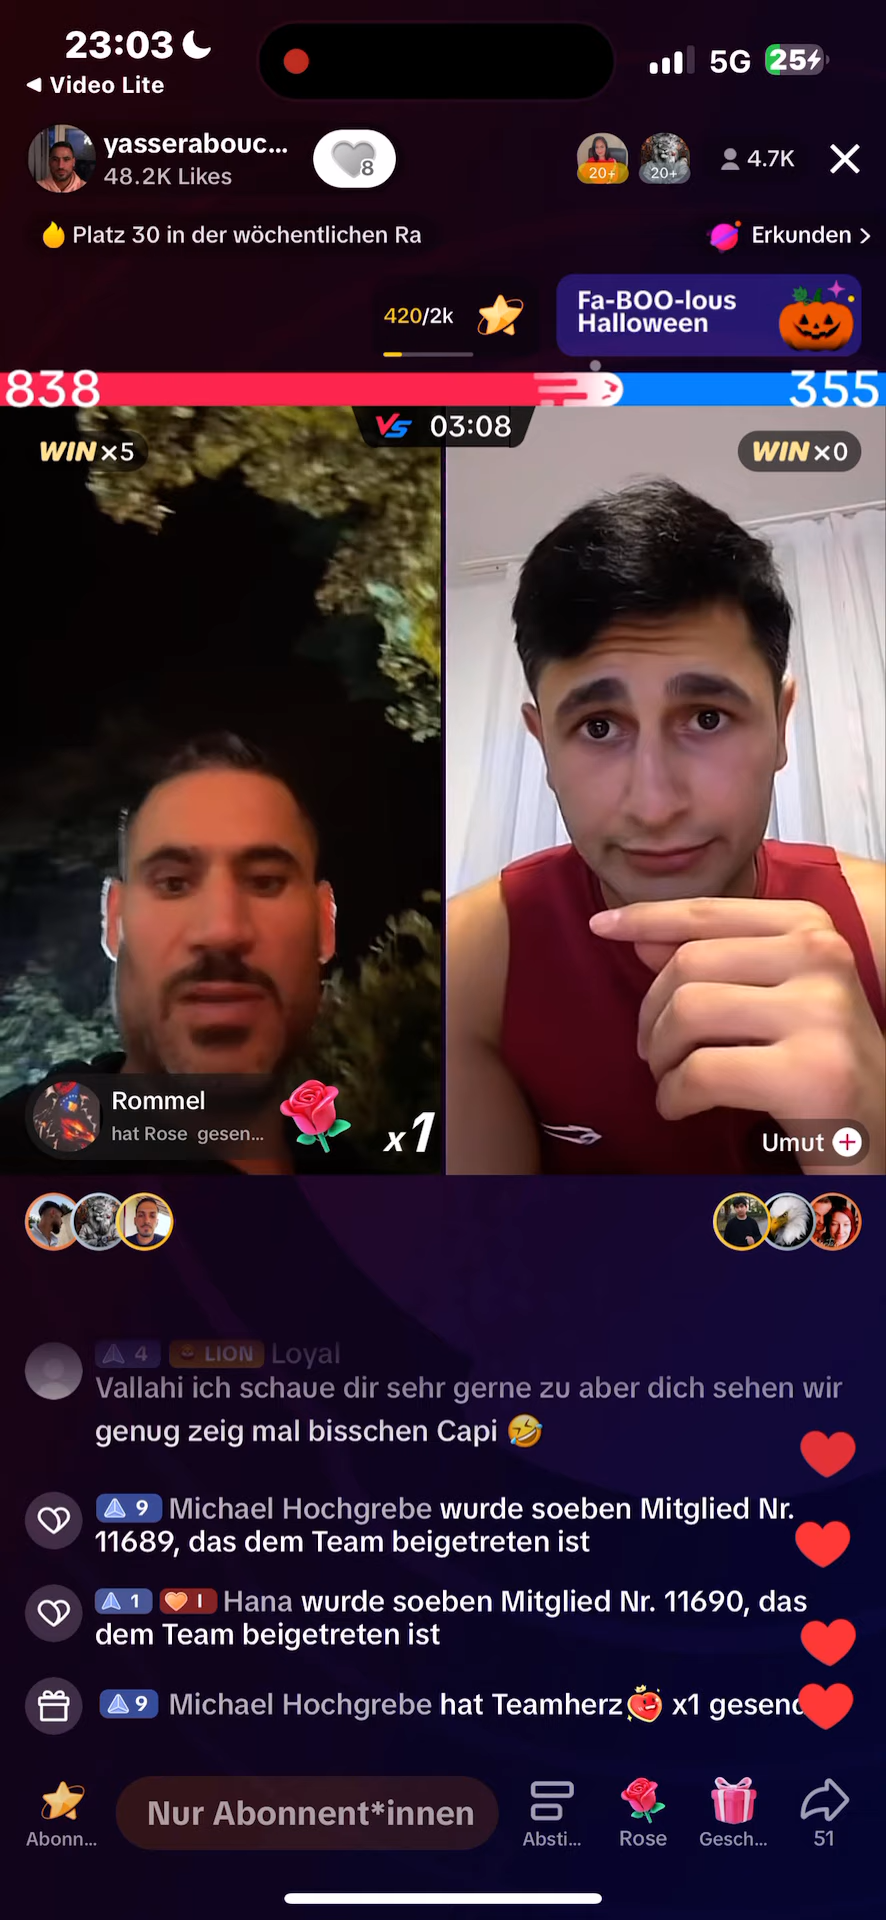 23:03
5G
25
Video Lite
yasserabouc...
48.2K Likes
8
20+
20+
4.7K
Platz 30 in der wöchentlichen Ra
Erkunden
420/2k
Fa-BOO-lous
Halloween
838
355
VS 03:08
WIN x5
WIN x0
Rommel
hat Rose gesen...
x1
Umut
4 LION Loyal
Vallahi ich schaue dir sehr gerne zu aber dich sehen wir
genug zeig mal bisschen Capi 🤣
9 Michael Hochgrebe wurde soeben Mitglied Nr.
11689, das dem Team beigetreten ist
1 I Hana wurde soeben Mitglied Nr. 11690, das
dem Team beigetreten ist
9 Michael Hochgrebe hat Teamherz x1 gesend
Abonn...
Nur Abonnent*innen
Absti...
Rose
Gesch...
51